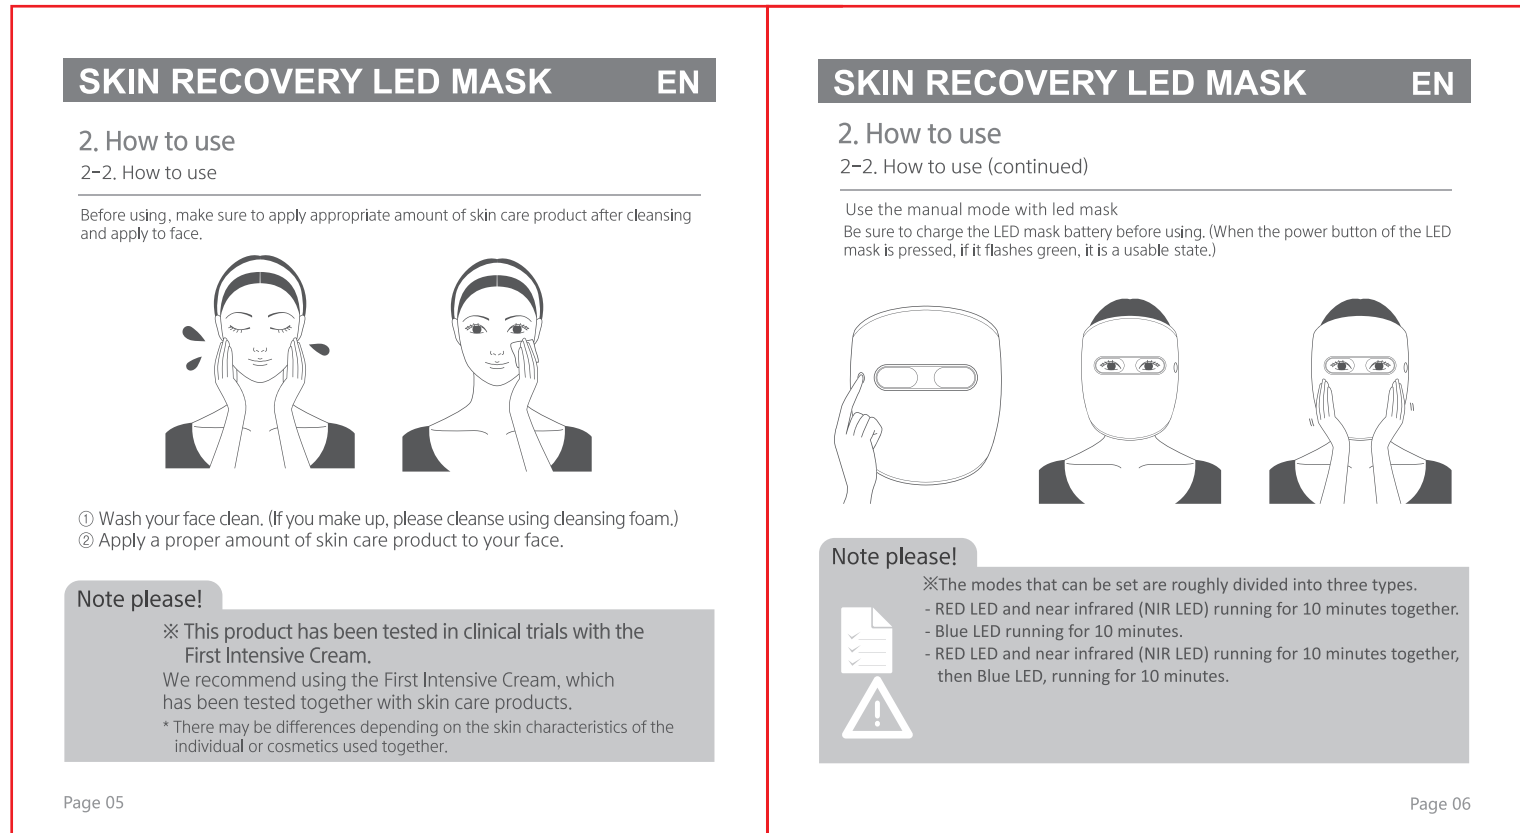 SKIN RECOVERY LED MASK EN
2. How to use
2-2. How to use
Before using, make sure to apply appropriate amount of skin care product after cleansing
and apply to face.
① Wash your face clean. (If you make up, please cleanse using cleansing foam.)
② Apply a proper amount of skin care product to your face.
Note please!
※ This product has been tested in clinical trials with the
First Intensive Cream.
We recommend using the First Intensive Cream, which
has been tested together with skin care products.
* There may be differences depending on the skin characteristics of the
individual or cosmetics used together.
Page 05
SKIN RECOVERY LED MASK EN
2. How to use
2-2. How to use (continued)
Use the manual mode with led mask
Be sure to charge the LED mask battery before using. (When the power button of the LED
mask is pressed, if it flashes green, it is a usable state.)
Note please!
※The modes that can be set are roughly divided into three types.
- RED LED and near infrared (NIR LED) running for 10 minutes together.
- Blue LED running for 10 minutes.
- RED LED and near infrared (NIR LED) running for 10 minutes together,
then Blue LED, running for 10 minutes.
Page 06